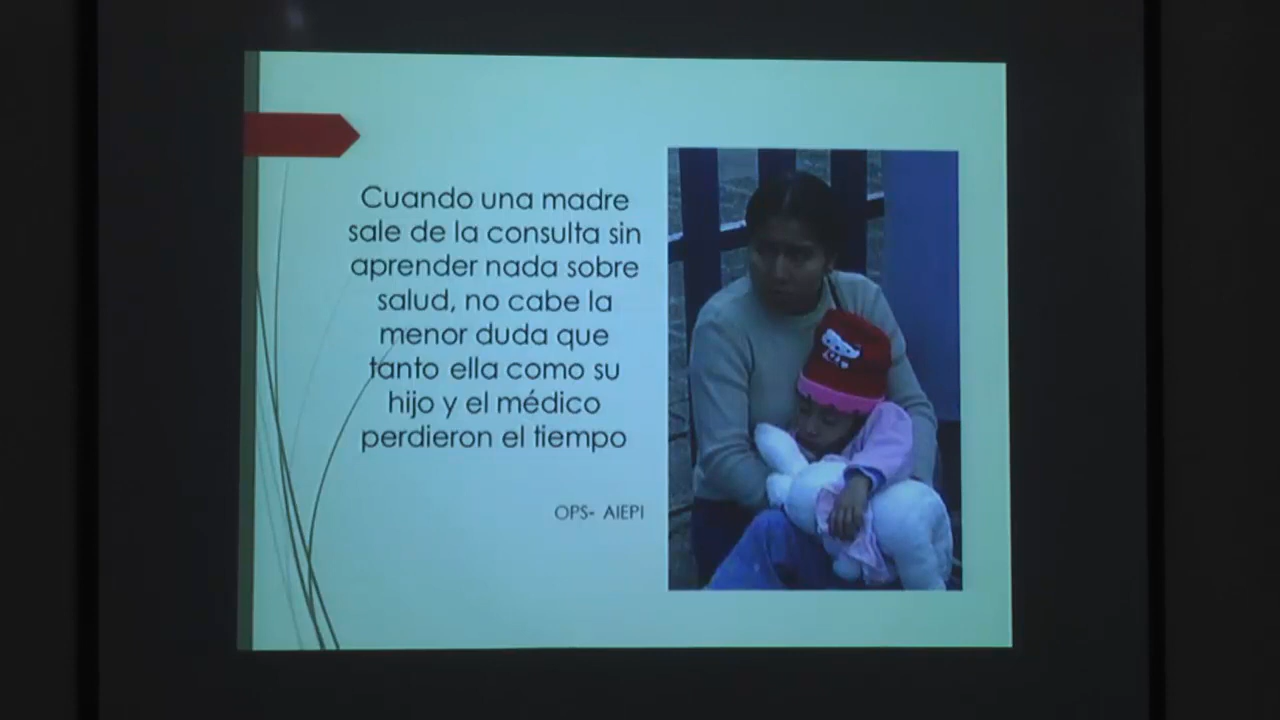 Cuando una madre
sale de la consulta sin
aprender nada sobre
salud, no cabe la
menor duda que
tanto ella como su
hijo y el médico
perdieron el tiempo
OPS- AIEPI